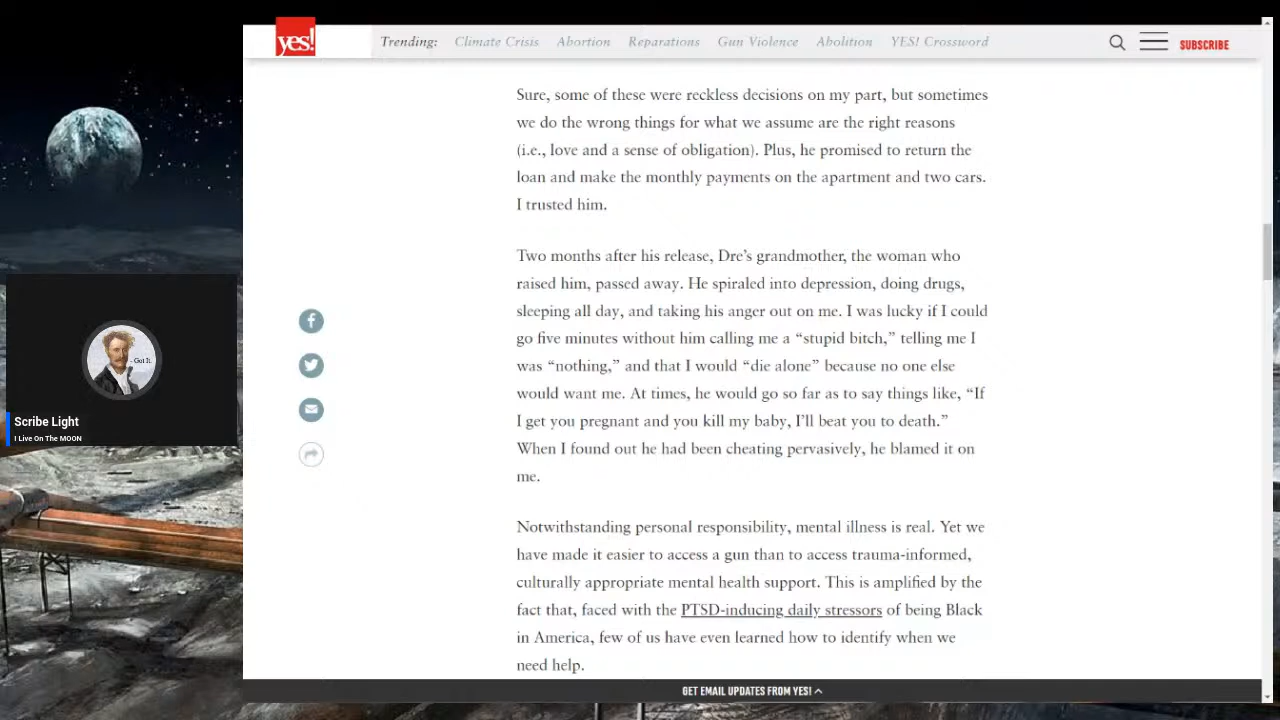 yes!
Trending: Climate Crisis Abortion Reparations Gun Violence Abolition YES! Crossword
SUBSCRIBE
Sure, some of these were reckless decisions on my part, but sometimes
we do the wrong things for what we assume are the right reasons
(i.e., love and a sense of obligation). Plus, he promised to return the
loan and make the monthly payments on the apartment and two cars.
I trusted him.
Two months after his release, Dre’s grandmother, the woman who
raised him, passed away. He spiraled into depression, doing drugs,
sleeping all day, and taking his anger out on me. I was lucky if I could
go five minutes without him calling me a “stupid bitch,” telling me I
was “nothing,” and that I would “die alone” because no one else
would want me. At times, he would go so far as to say things like, “If
I get you pregnant and you kill my baby, I’ll beat you to death.”
When I found out he had been cheating pervasively, he blamed it on
me.
Notwithstanding personal responsibility, mental illness is real. Yet we
have made it easier to access a gun than to access trauma-informed,
culturally appropriate mental health support. This is amplified by the
fact that, faced with the PTSD-inducing daily stressors of being Black
in America, few of us have even learned how to identify when we
need help.
GET EMAIL UPDATES FROM YES!
- Got It.
Scribe Light
I Live On The MOON